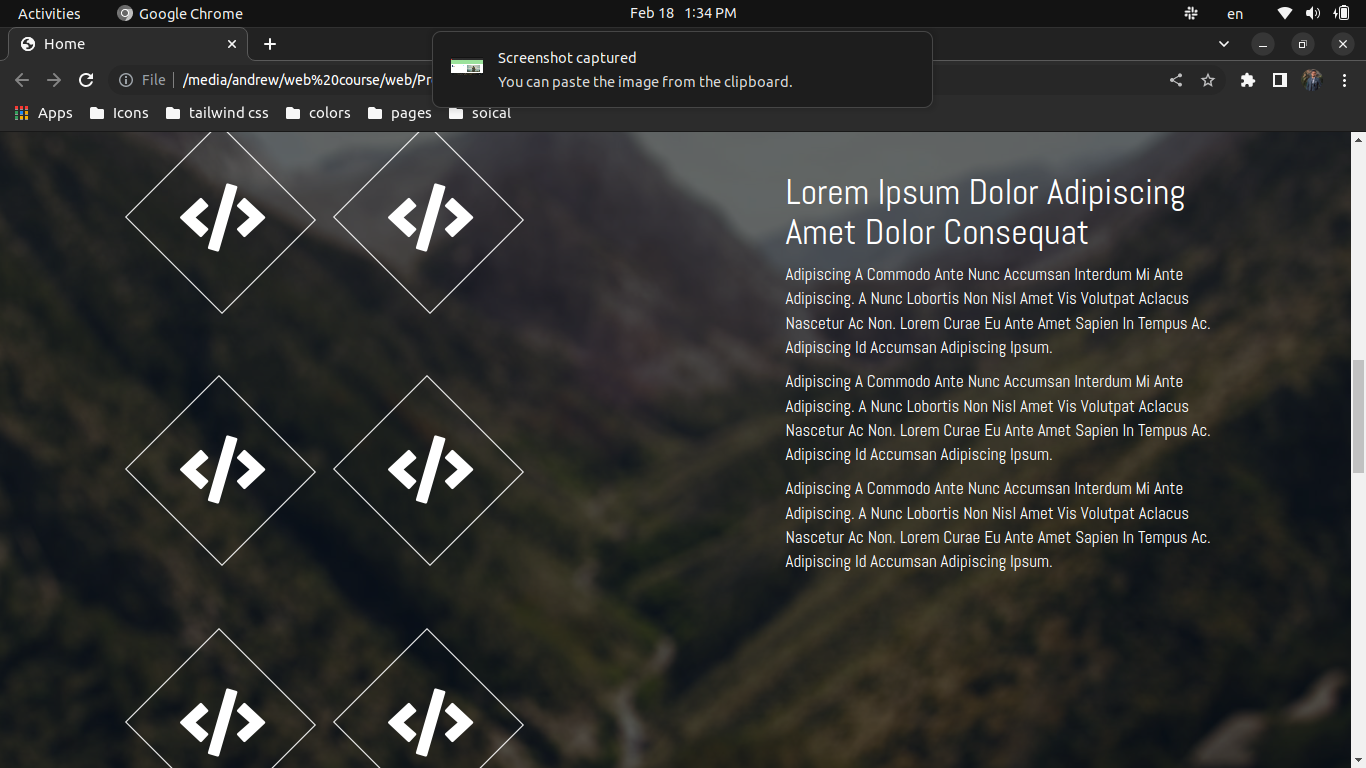 Activities
Google Chrome
Feb 18 1:34 PM
en
Home
Screenshot captured
You can paste the image from the clipboard.
File
/media/andrew/web%20course/web/Pr
Apps
Icons
tailwind css
colors
pages
soical
Lorem Ipsum Dolor Adipiscing
Amet Dolor Consequat
Adipiscing A Commodo Ante Nunc Accumsan Interdum Mi Ante
Adipiscing. A Nunc Lobortis Non Nisl Amet Vis Volutpat Aclacus
Nascetur Ac Non. Lorem Curae Eu Ante Amet Sapien In Tempus Ac.
Adipiscing Id Accumsan Adipiscing Ipsum.
Adipiscing A Commodo Ante Nunc Accumsan Interdum Mi Ante
Adipiscing. A Nunc Lobortis Non Nisl Amet Vis Volutpat Aclacus
Nascetur Ac Non. Lorem Curae Eu Ante Amet Sapien In Tempus Ac.
Adipiscing Id Accumsan Adipiscing Ipsum.
Adipiscing A Commodo Ante Nunc Accumsan Interdum Mi Ante
Adipiscing. A Nunc Lobortis Non Nisl Amet Vis Volutpat Aclacus
Nascetur Ac Non. Lorem Curae Eu Ante Amet Sapien In Tempus Ac.
Adipiscing Id Accumsan Adipiscing Ipsum.